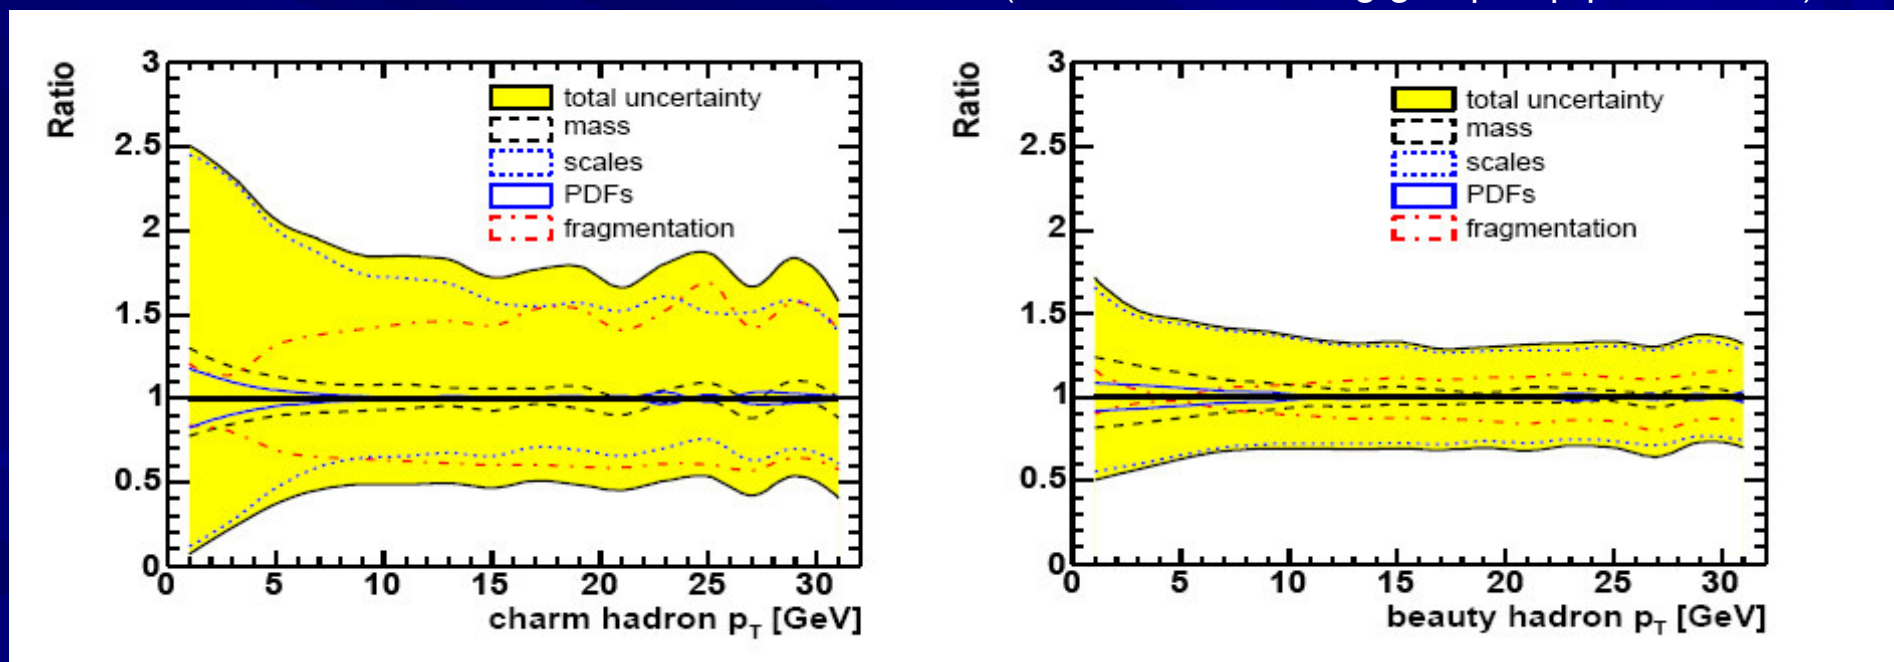 Ratio
3
2.5
2
1.5
1
0.5
0
0 5 10 15 20 25 30
charm hadron pT [GeV]
total uncertainty
mass
scales
PDFs
fragmentation
Ratio
3
2.5
2
1.5
1
0.5
0
0 5 10 15 20 25 30
beauty hadron pT [GeV]
total uncertainty
mass
scales
PDFs
fragmentation